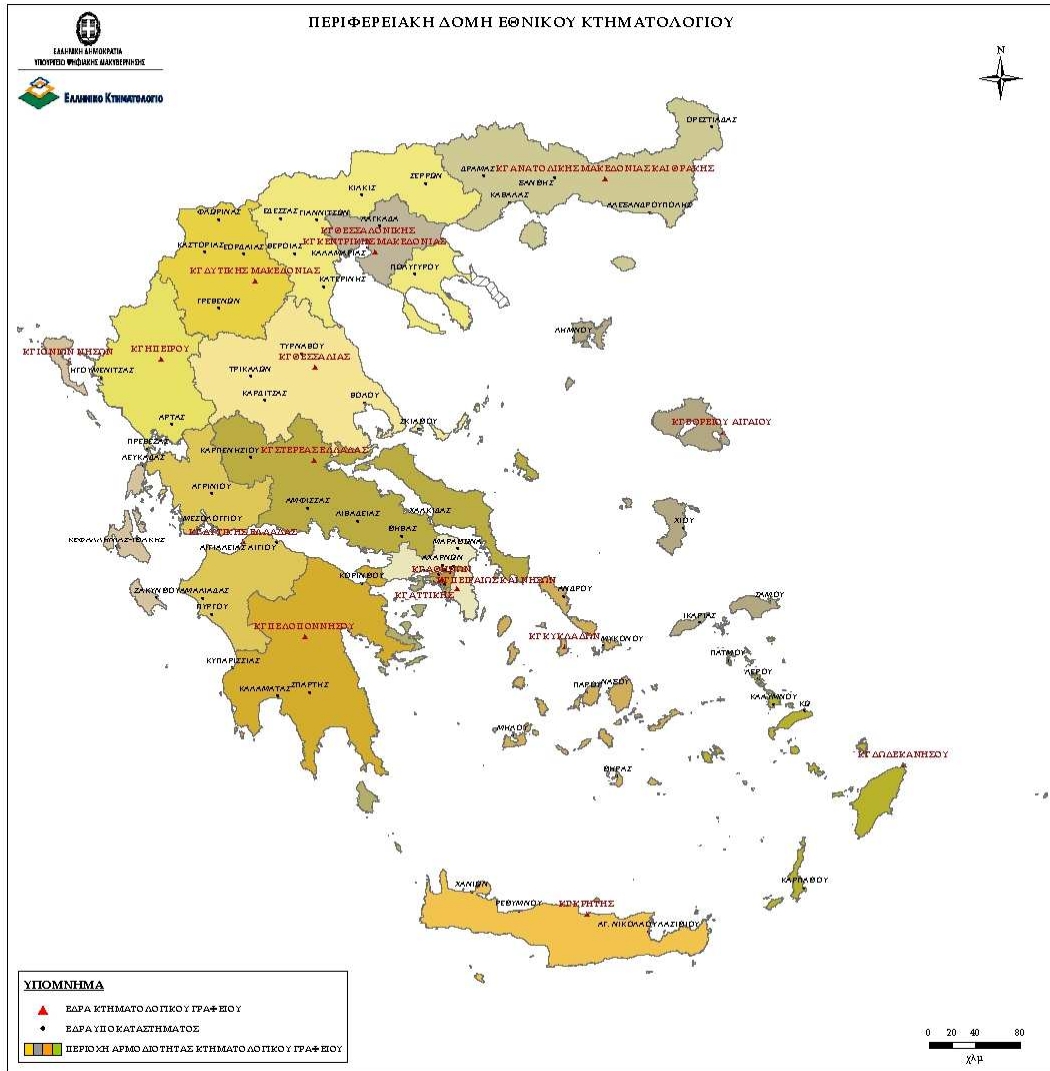 ΠΕΡΙΦΕΡΕΙΑΚΗ ΔΟΜΗ ΕΘΝΙΚΟΥ ΚΤΗΜΑΤΟΛΟΓΙΟΥ
ΕΛΛΗΝΙΚΗ ΔΗΜΟΚΡΑΤΙΑ
ΥΠΟΥΡΓΕΙΟ ΨΗΦΙΑΚΗΣ ΔΙΑΚΥΒΕΡΝΗΣΗΣ
ΕΛΛΗΝΙΚΟ ΚΤΗΜΑΤΟΛΟΓΙΟ
N
ΟΡΕΣΤΙΑΔΑΣ
ΔΡΑΜΑΣ
ΚΓ ΑΝΑΤΟΛΙΚΗΣ ΜΑΚΕΔΟΝΙΑΣ ΚΑΙ ΘΡΑΚΗΣ
ΣΕΡΡΩΝ
ΞΑΝΘΗΣ
ΚΙΛΚΙΣ
ΚΑΒΑΛΑΣ
ΑΛΕΞΑΝΔΡΟΥΠΟΛΗΣ
ΦΛΩΡΙΝΑΣ
ΕΔΕΣΣΑΣ
ΓΙΑΝΝΙΤΣΩΝ
ΛΑΓΚΑΔΑ
ΚΓ ΘΕΣΣΑΛΟΝΙΚΗΣ
ΚΓ ΚΕΝΤΡΙΚΗΣ ΜΑΚΕΔΟΝΙΑΣ
ΚΑΣΤΟΡΙΑΣ
ΕΟΡΔΑΙΑΣ
ΒΕΡΟΙΑΣ
ΚΑΛΑΜΑΡΙΑΣ
ΠΟΛΥΓΥΡΟΥ
ΚΓ ΔΥΤΙΚΗΣ ΜΑΚΕΔΟΝΙΑΣ
ΚΑΤΕΡΙΝΗΣ
ΓΡΕΒΕΝΩΝ
ΛΗΜΝΟΥ
ΤΥΡΝΑΒΟΥ
ΚΓ ΙΟΝΙΩΝ ΝΗΣΩΝ
ΚΓ ΗΠΕΙΡΟΥ
ΚΓ ΘΕΣΣΑΛΙΑΣ
ΗΓΟΥΜΕΝΙΤΣΑΣ
ΤΡΙΚΑΛΩΝ
ΚΑΡΔΙΤΣΑΣ
ΒΟΛΟΥ
ΑΡΤΑΣ
ΣΚΙΑΘΟΥ
ΚΓ ΒΟΡΕΙΟΥ ΑΙΓΑΙΟΥ
ΠΡΕΒΕΖΑΣ
ΛΕΥΚΑΔΑΣ
ΚΑΡΠΕΝΗΣΙΟΥ
ΚΓ ΣΤΕΡΕΑΣ ΕΛΛΑΔΑΣ
ΑΓΡΙΝΙΟΥ
ΑΜΦΙΣΣΑΣ
ΛΙΒΑΔΕΙΑΣ
ΧΑΛΚΙΔΑΣ
ΜΕΣΟΛΟΓΓΙΟΥ
ΧΙΟΥ
ΘΗΒΑΣ
ΚΓ ΔΥΤΙΚΗΣ ΕΛΛΑΔΑΣ
ΚΕΦΑΛΛΗΝΙΑΣ-ΙΘΑΚΗΣ
ΑΙΓΙΑΛΕΙΑΣ ΑΙΓΙΟΥ
ΜΑΡΑΘΩΝΑ
ΑΧΑΡΝΩΝ
ΚΓ ΑΘΗΝΩΝ
ΚΟΡΙΝΘΟΥ
ΚΓ ΠΕΙΡΑΙΩΣ ΚΑΙ ΝΗΣΩΝ
ΚΓ ΑΤΤΙΚΗΣ
ΖΑΚΥΝΘΟΥ
ΑΜΑΛΙΑΔΑΣ
ΑΝΔΡΟΥ
ΣΑΜΟΥ
ΠΥΡΓΟΥ
ΙΚΑΡΙΑΣ
ΚΓ ΠΕΛΟΠΟΝΝΗΣΟΥ
ΚΓ ΚΥΚΛΑΔΩΝ
ΜΥΚΟΝΟΥ
ΠΑΤΜΟΥ
ΚΥΠΑΡΙΣΣΙΑΣ
ΛΕΡΟΥ
ΚΑΛΑΜΑΤΑΣ
ΣΠΑΡΤΗΣ
ΠΑΡΟΥ
ΝΑΞΟΥ
ΚΑΛΥΜΝΟΥ
ΚΩ
ΜΗΛΟΥ
ΚΓ ΔΩΔΕΚΑΝΗΣΟΥ
ΘΗΡΑΣ
ΧΑΝΙΩΝ
ΚΑΡΠΑΘΟΥ
ΡΕΘΥΜΝΟΥ
ΚΓ ΚΡΗΤΗΣ
ΑΓ. ΝΙΚΟΛΑΟΥ ΛΑΣΙΘΙΟΥ
ΥΠΟΜΝΗΜΑ
ΕΔΡΑ ΚΤΗΜΑΤΟΛΟΓΙΚΟΥ ΓΡΑΦΕΙΟΥ
ΕΔΡΑ ΥΠΟΚΑΤΑΣΤΗΜΑΤΟΣ
ΠΕΡΙΟΧΗ ΑΡΜΟΔΙΟΤΗΤΑΣ ΚΤΗΜΑΤΟΛΟΓΙΚΟΥ ΓΡΑΦΕΙΟΥ
0 20 40 80
χλμ